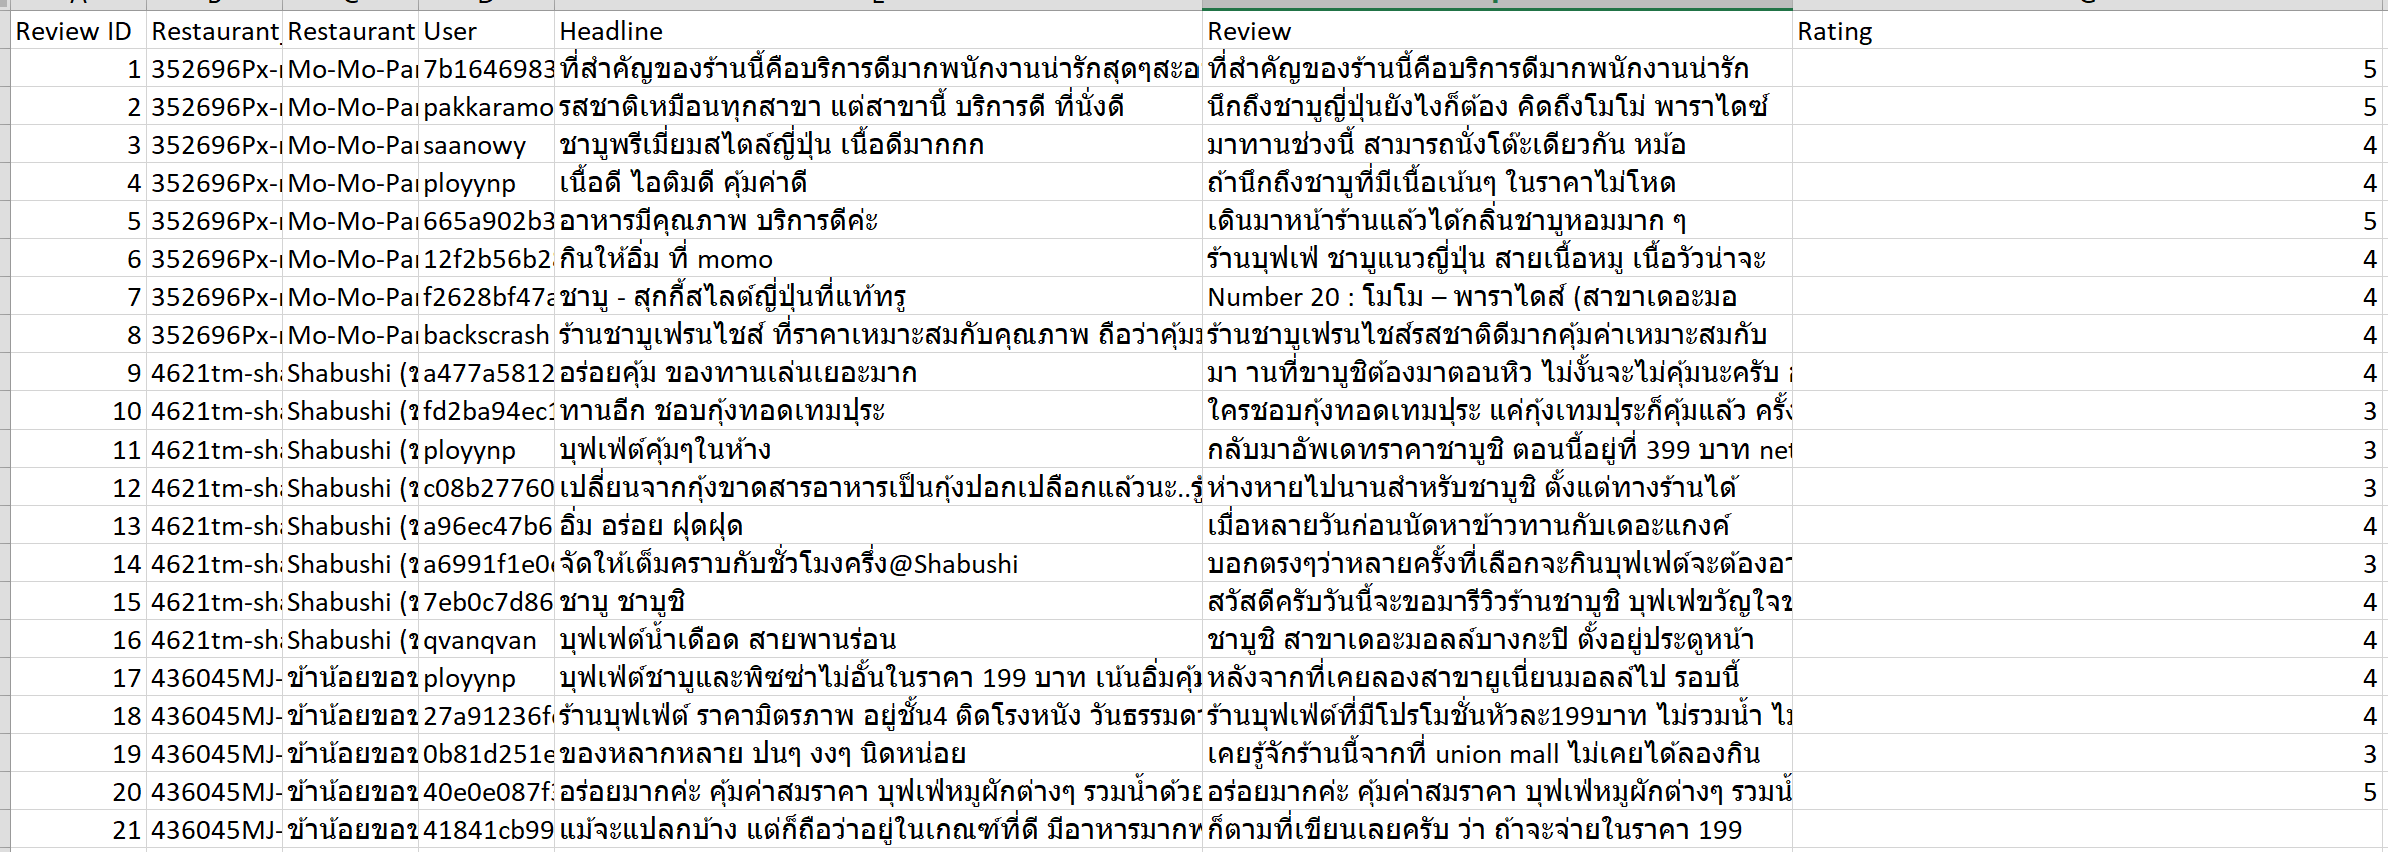 Review ID Restaurant_ Restaurant User Headline Review Rating
1 352696Px- Mo-Mo-Par 7b1646983 ที่สำคัญของร้านนี้คือบริการดีมากพนักงานน่ารักสุดๆสะอ ที่สำคัญของร้านนี้คือบริการดีมากพนักงานน่ารัก 5
2 352696Px- Mo-Mo-Par pakkaramo รสชาติเหมือนทุกสาขา แต่สาขานี้ บริการดี ที่นั่งดี นึกถึงชาบูญี่ปุ่นยังไงก็ต้อง คิดถึงโมโม่ พาราไดซ์ 5
3 352696Px- Mo-Mo-Par saanowy ชาบูพรีเมี่ยมสไตล์ญี่ปุ่น เนื้อดีมากกก มาทานช่วงนี้ สามารถนั่งโต๊ะเดียวกัน หม้อ 4
4 352696Px- Mo-Mo-Par ployynp เนื้อดี ไอติมดี คุ้มค่าดี ถ้านึกถึงชาบูที่มีเนื้อเน้นๆ ในราคาไม่โหด 4
5 352696Px- Mo-Mo-Par 665a902b3 อาหารมีคุณภาพ บริการดีค่ะ เดินมาหน้าร้านแล้วได้กลิ่นชาบูหอมมาก ๆ 5
6 352696Px- Mo-Mo-Par 12f2b56b2 กินให้อิ่ม ที่ momo ร้านบุฟเฟ่ ชาบูแนวญี่ปุ่น สายเนื้อหมู เนื้อวัวน่าจะ 4
7 352696Px- Mo-Mo-Par f2628bf47a ชาบู - สุกกี้สไลต์ญี่ปุ่นที่แท้ทรู Number 20 : โมโม – พาราไดส์ (สาขาเดอะมอ 4
8 352696Px- Mo-Mo-Par backscrash ร้านชาบูเฟรนไชส์ ที่ราคาเหมาะสมกับคุณภาพ ถือว่าคุ้ม ร้านชาบูเฟรนไชส์รสชาติดีมากคุ้มค่าเหมาะสมกับ 4
9 4621tm-sha Shabushi (ช a477a5812 อร่อยคุ้ม ของทานเล่นเยอะมาก มา านที่ขาบูชิต้องมาตอนหิว ไม่งั้นจะไม่คุ้มนะครับ 4
10 4621tm-sha Shabushi (ช fd2ba94ec1 ทานอีก ชอบกุ้งทอดเทมปุระ ใครชอบกุ้งทอดเทมปุระ แค่กุ้งเทมปุระก็คุ้มแล้ว ครั้ง 3
11 4621tm-sha Shabushi (ช ployynp บุฟเฟ่ต์คุ้มๆในห้าง กลับมาอัพเดทราคาชาบูชิ ตอนนี้อยู่ที่ 399 บาท net 3
12 4621tm-sha Shabushi (ช c08b27760 เปลี่ยนจากกุ้งขาดสารอาหารเป็นกุ้งปอกเปลือกแล้วนะ..รู้ ห่างหายไปนานสำหรับชาบูชิ ตั้งแต่ทางร้านได้ 3
13 4621tm-sha Shabushi (ช a96ec47b6 อิ่ม อร่อย ฝุดฝุด เมื่อหลายวันก่อนนัดหาข้าวทานกับเดอะแกงค์ 4
14 4621tm-sha Shabushi (ช a6991f1e0 จัดให้เต็มคราบกับชั่วโมงครึ่ง@Shabushi บอกตรงๆว่าหลายครั้งที่เลือกจะกินบุฟเฟต์จะต้องอา 3
15 4621tm-sha Shabushi (ช 7eb0c7d86 ชาบู ชาบูชิ สวัสดีครับวันนี้จะขอมารีวิวร้านชาบูชิ บุฟเฟขวัญใจข 4
16 4621tm-sha Shabushi (ช qvanqvan บุฟเฟ่ต์น้ำเดือด สายพานร่อน ชาบูชิ สาขาเดอะมอลล์บางกะปิ ตั้งอยู่ประตูหน้า 4
17 436045MJ- ข้าน้อยขอข ployynp บุฟเฟ่ต์ชาบูและพิซซ่าไม่อั้นในราคา 199 บาท เน้นอิ่มคุ้ม หลังจากที่เคยลองสาขายูเนี่ยนมอลล์ไป รอบนี้ 4
18 436045MJ- ข้าน้อยขอข 27a91236f ร้านบุฟเฟ่ต์ ราคามิตรภาพ อยู่ชั้น4 ติดโรงหนัง วันธรรมดา ร้านบุฟเฟ่ต์ที่มีโปรโมชั่นหัวละ199บาท ไม่รวมน้ำ ไม 4
19 436045MJ- ข้าน้อยขอข 0b81d251e ของหลากหลาย ปนๆ งงๆ นิดหน่อย เคยรู้จักร้านนี้จากที่ union mall ไม่เคยได้ลองกิน 3
20 436045MJ- ข้าน้อยขอข 40e0e087f อร่อยมากค่ะ คุ้มค่าสมราคา บุฟเฟ่หมูผักต่างๆ รวมน้ำด้วย อร่อยมากค่ะ คุ้มค่าสมราคา บุฟเฟ่หมูผักต่างๆ รวมน้ 5
21 436045MJ- ข้าน้อยขอข 41841cb99 แม้จะแปลกบ้าง แต่ก็ถือว่าอยู่ในเกณฑ์ที่ดี มีอาหารมาก ก็ตามที่เขียนเลยครับ ว่า ถ้าจะจ่ายในราคา 199